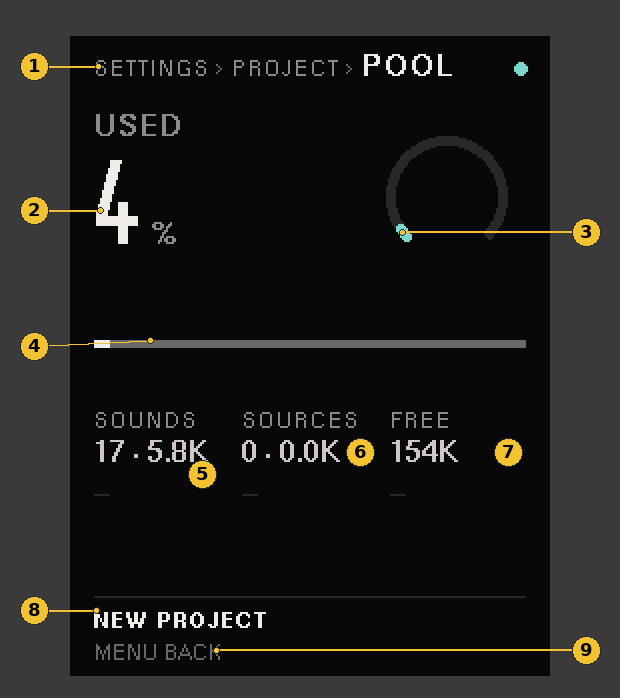 1 SETTINGS › PROJECT › POOL
USED
2 4 % 3
4
SOUNDS SOURCES FREE
17 · 5.8K 0 · 0.0K 6 154K 7
5
8 NEW PROJECT
MENU BACK 9